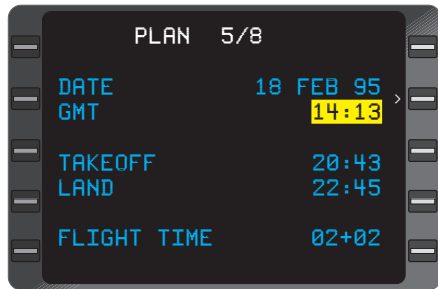 PLAN 5/8
DATE 18 FEB 95 >
GMT 14:13
TAKEOFF 20:43
LAND 22:45
FLIGHT TIME 02+02